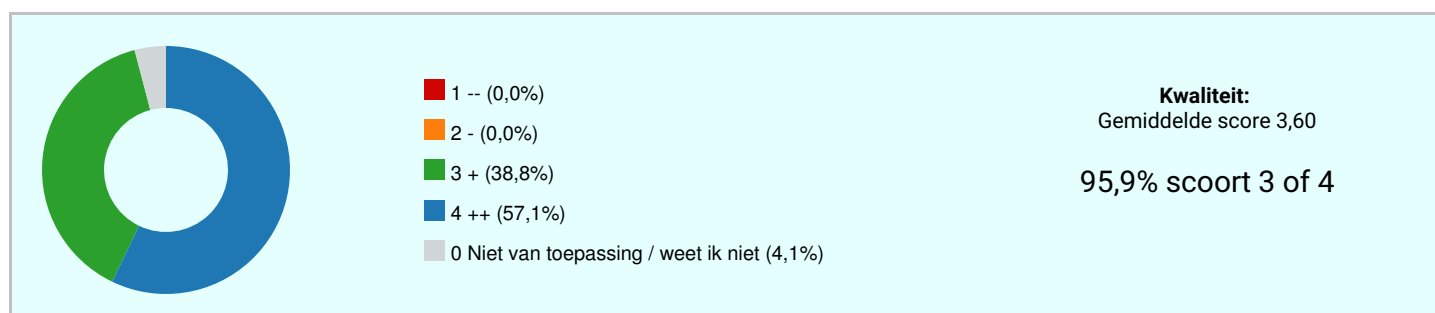 1 -- (0,0%)
2 - (0,0%)
3 + (38,8%)
4 ++ (57,1%)
0 Niet van toepassing / weet ik niet (4,1%)
Kwaliteit:
Gemiddelde score 3,60
95,9% scoort 3 of 4